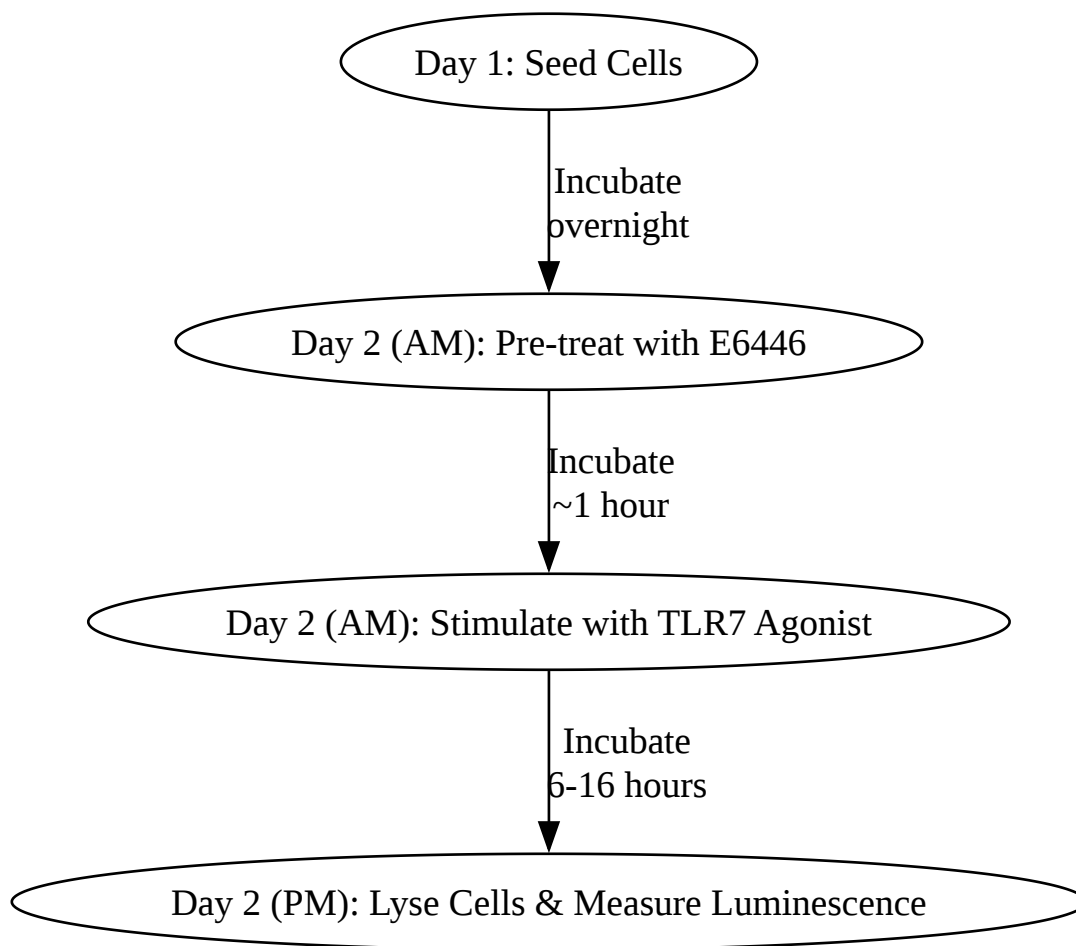 Day 1: Seed Cells
Incubate
overnight
Day 2 (AM): Pre-treat with E6446
Incubate
~1 hour
Day 2 (AM): Stimulate with TLR7 Agonist
Incubate
6-16 hours
Day 2 (PM): Lyse Cells & Measure Luminescence